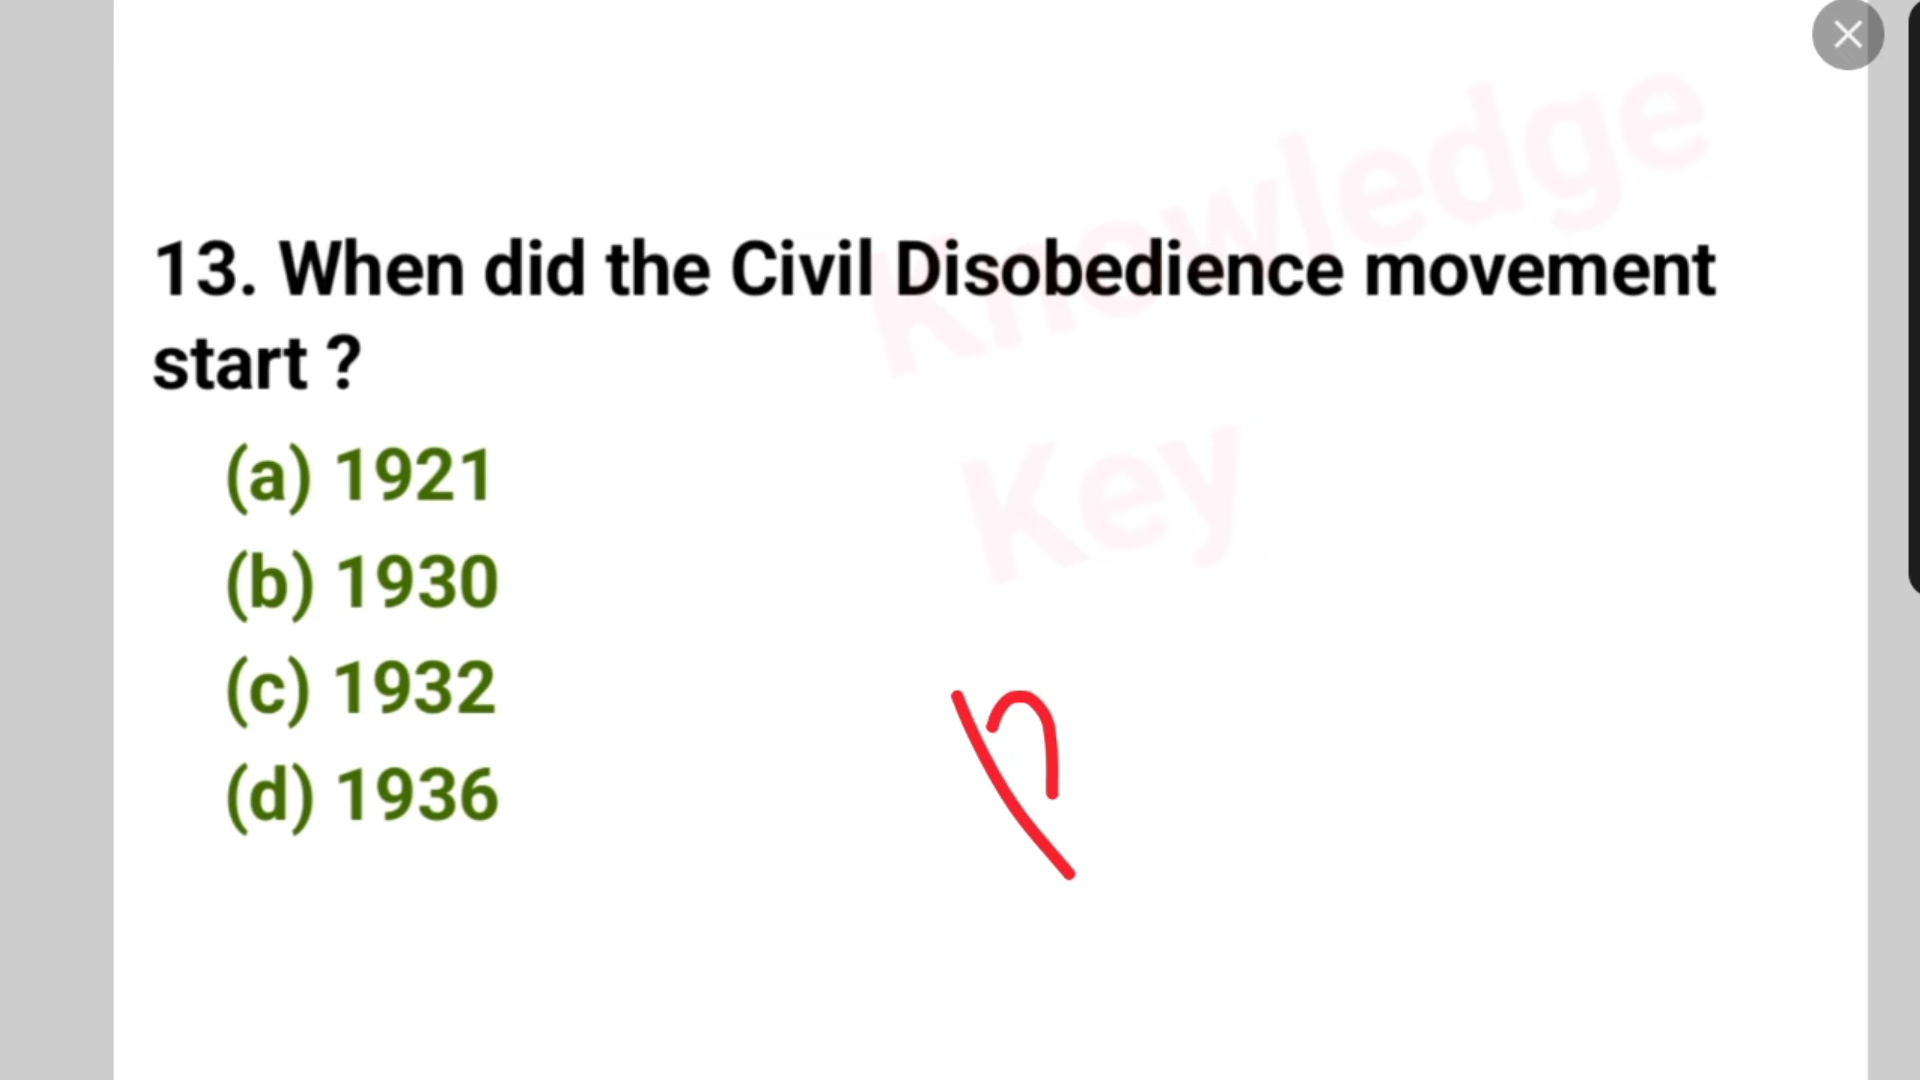 Knowledge
Key
13. When did the Civil Disobedience movement
start ?
(a) 1921
(b) 1930
(c) 1932
(d) 1936